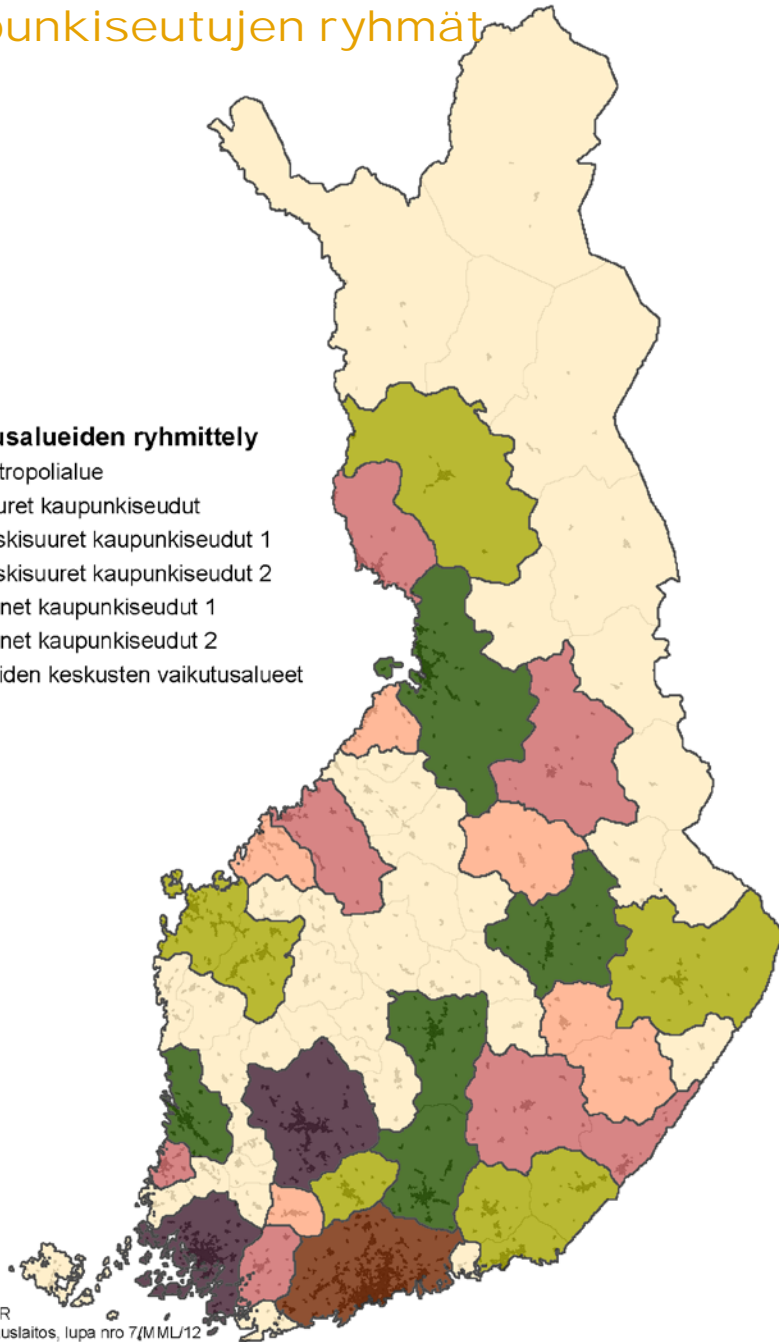 punkiseutujen ryhmät
usalueiden ryhmittely
tropolialue
uret kaupunkiseudut
skisuuret kaupunkiseudut 1
skisuuret kaupunkiseudut 2
net kaupunkiseudut 1
net kaupunkiseudut 2
iden keskusten vaikutusalueet
R
uslaitos, lupa nro 7/MML/12